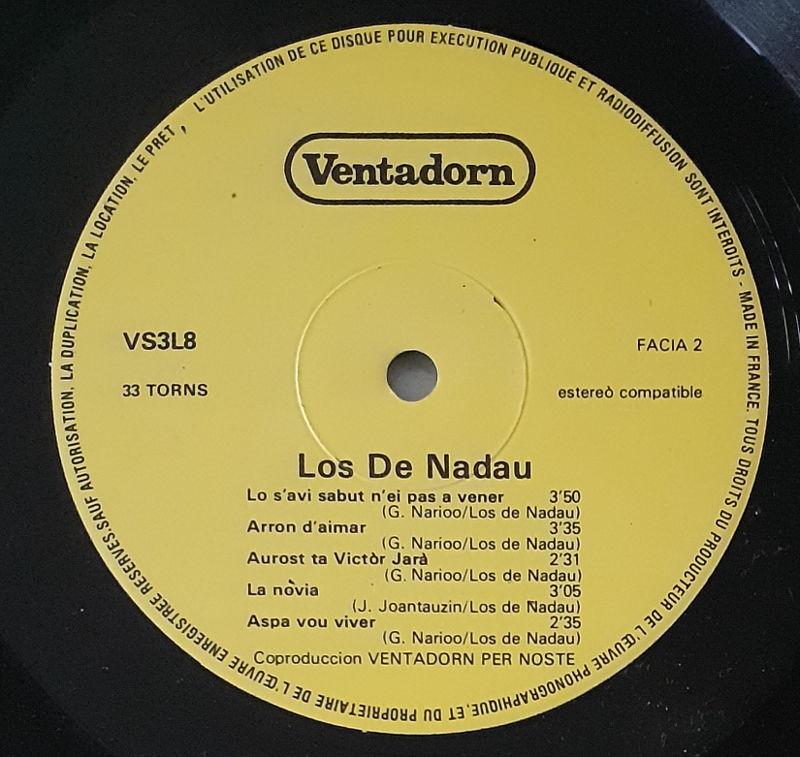 L'UTILISATION DE CE DISQUE POUR EXECUTION PUBLIQUE ET RADIODIFFUSION SONT INTERDITS - MADE IN FRANCE. TOUS DROITS DU PRODUCTEUR DE L'ŒUVRE PHONOGRAPHIQUE.ET DU PROPRIETAIRE DE L'ŒUVRE ENREGISTREE RESERVES.SAUF AUTORISATION, LA DUPLICATION, LA LOCATION, LE PRET,
Ventadorn
VS3L8 FACIA 2
33 TORNS estereò compatible
Los De Nadau
Lo s'avi sabut n'ei pas a vener 3'50
(G. Narioo/Los de Nadau)
Arron d'aimar 3'35
(G. Narioo/Los de Nadau)
Aurost ta Victòr Jarà 2'31
(G. Narioo/Los de Nadau)
La nòvia 3'05
(J. Joantauzin/Los de Nadau)
Aspa vou viver 2'35
(G. Narioo/Los de Nadau)
Coproduccion VENTADORN PER NOSTE